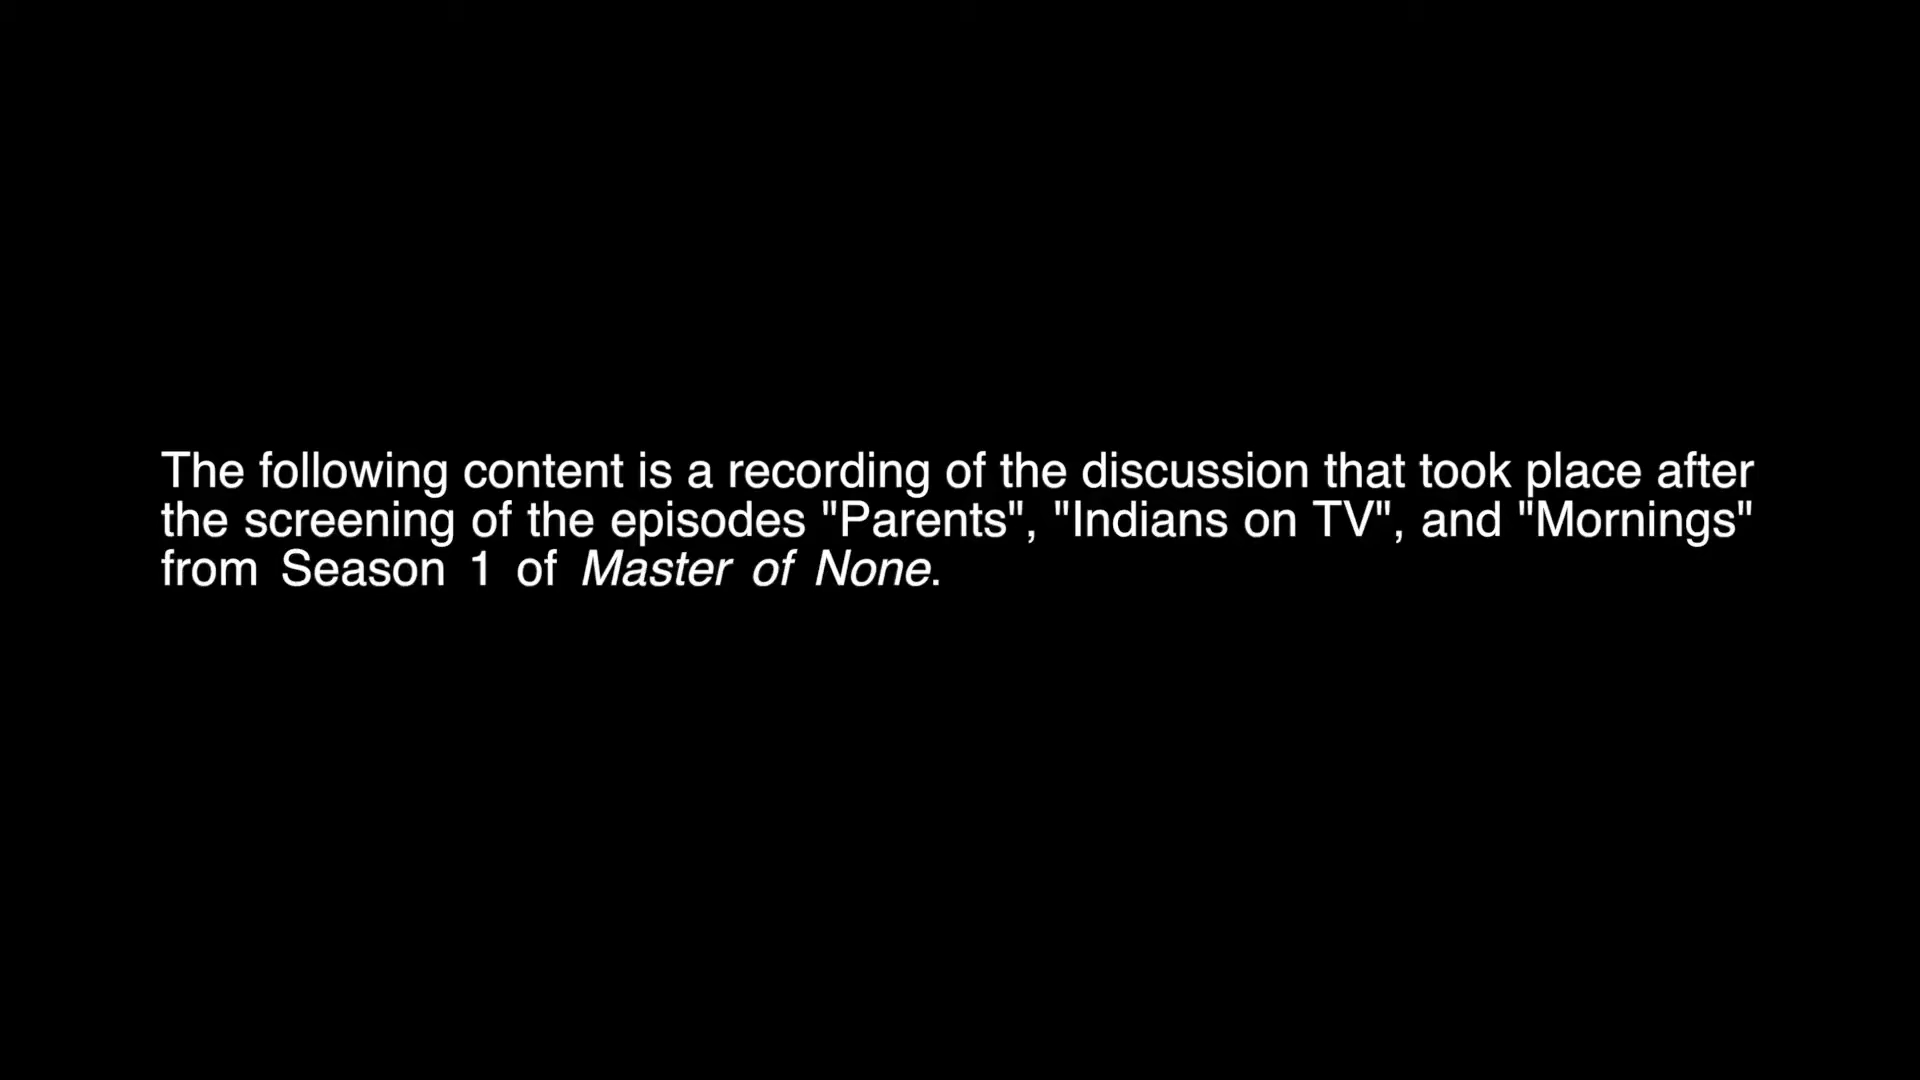 The following content is a recording of the discussion that took place after
the screening of the episodes "Parents", "Indians on TV", and "Mornings"
from Season 1 of Master of None.